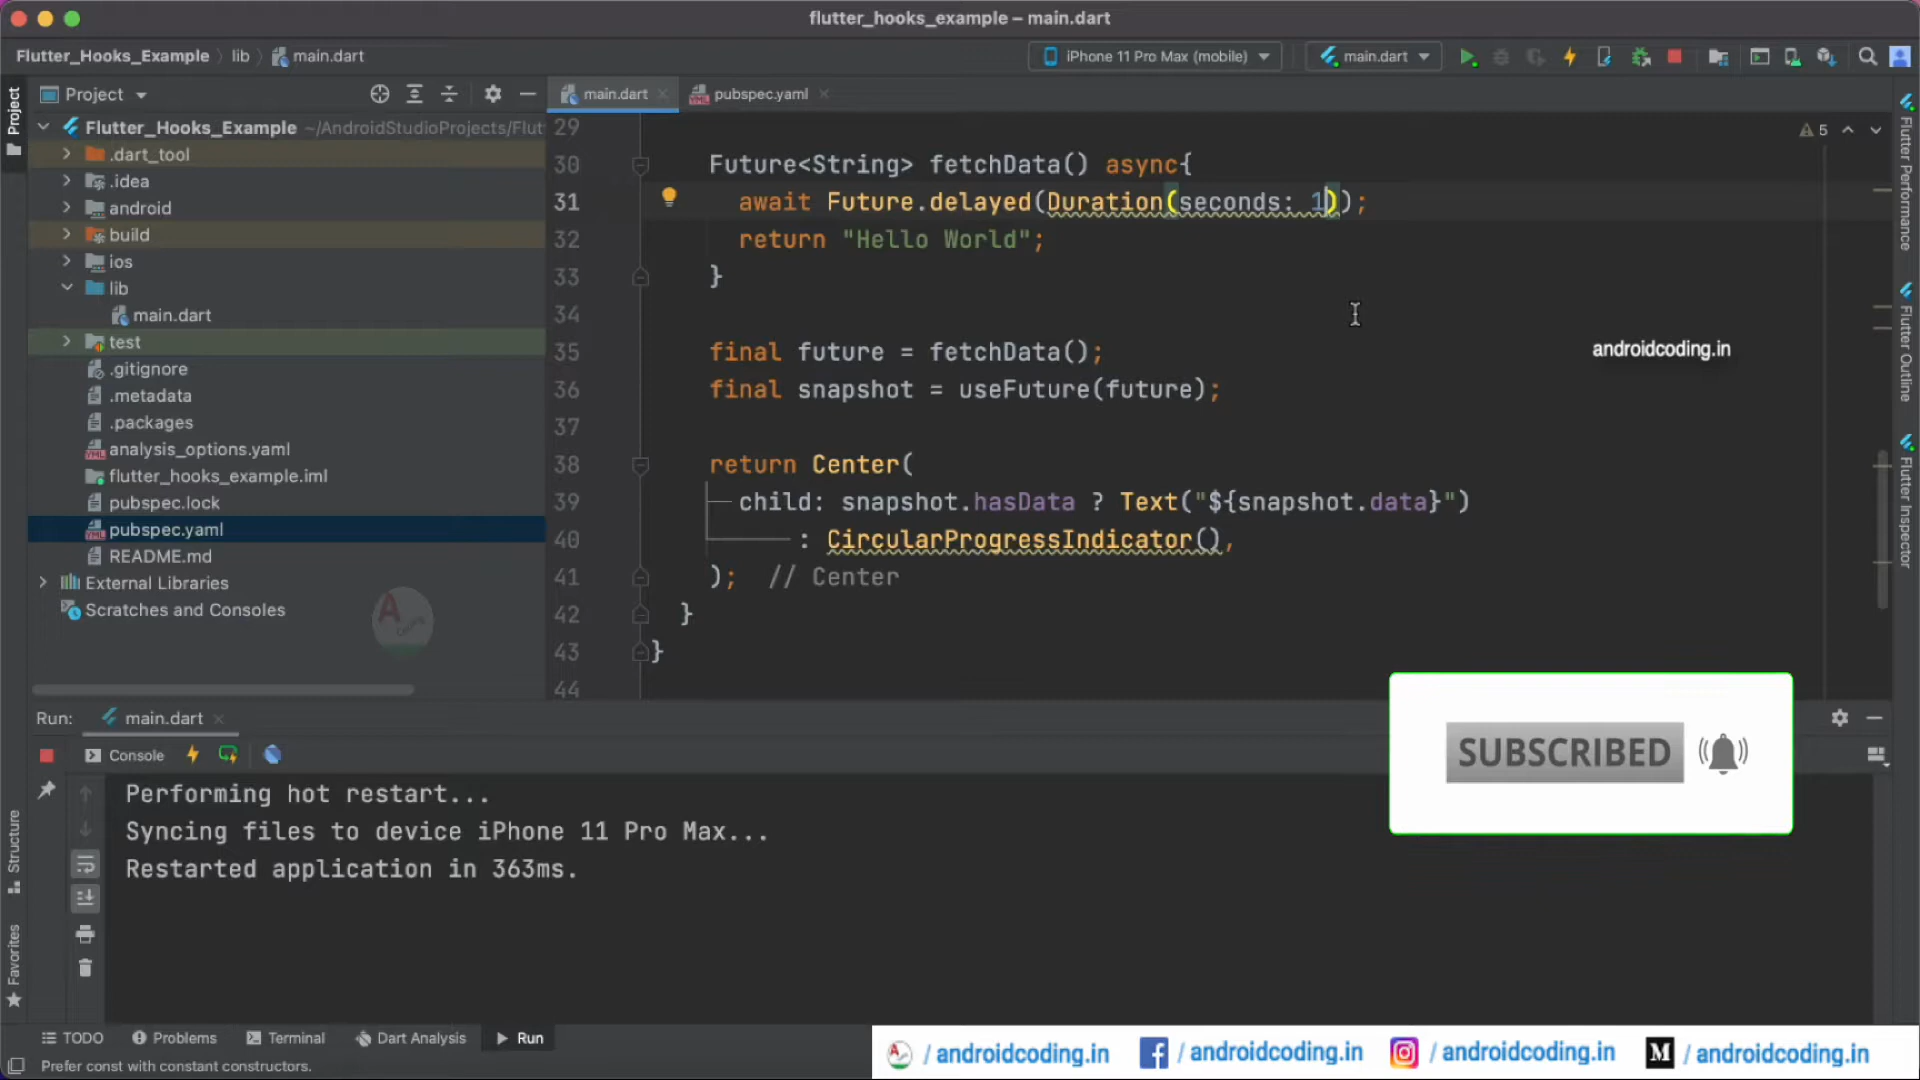 flutter_hooks_example – main.dart
Flutter_Hooks_Example lib main.dart
iPhone 11 Pro Max (mobile)
main.dart
Project
Project
Flutter_Hooks_Example ~/AndroidStudioProjects/Flut
.dart_tool
.idea
android
build
ios
lib
main.dart
test
.gitignore
.metadata
.packages
analysis_options.yaml
flutter_hooks_example.iml
pubspec.lock
pubspec.yaml
README.md
External Libraries
Scratches and Consoles
main.dart
pubspec.yaml
5
29
30 Future<String> fetchData() async{
31 await Future.delayed(Duration(seconds: 1));
32 return "Hello World";
33 }
34
35 final future = fetchData();
36 final snapshot = useFuture(future);
37
38 return Center(
39 child: snapshot.hasData ? Text("${snapshot.data}")
40 : CircularProgressIndicator(),
41 ); // Center
42 }
43 }
44
androidcoding.in
Flutter Performance
Flutter Outline
Flutter Inspector
SUBSCRIBED
Run: main.dart
Console
Performing hot restart...
Syncing files to device iPhone 11 Pro Max...
Restarted application in 363ms.
Structure
Favorites
TODO
Problems
Terminal
Dart Analysis
Run
Prefer const with constant constructors.
/ androidcoding.in
/ androidcoding.in
/ androidcoding.in
/ androidcoding.in